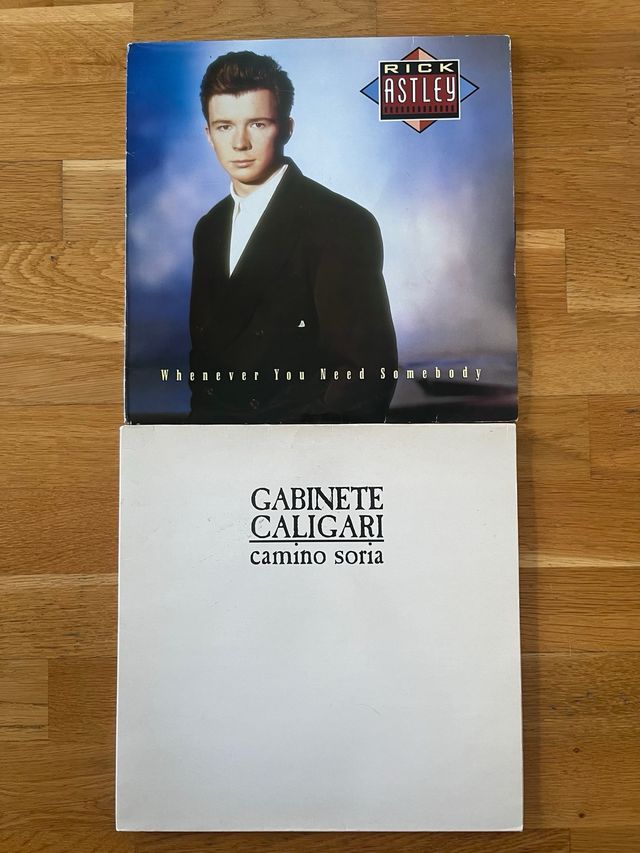 RICK
ASTLEY
Whenever You Need Somebody
GABINETE
CALIGARI
camino soria